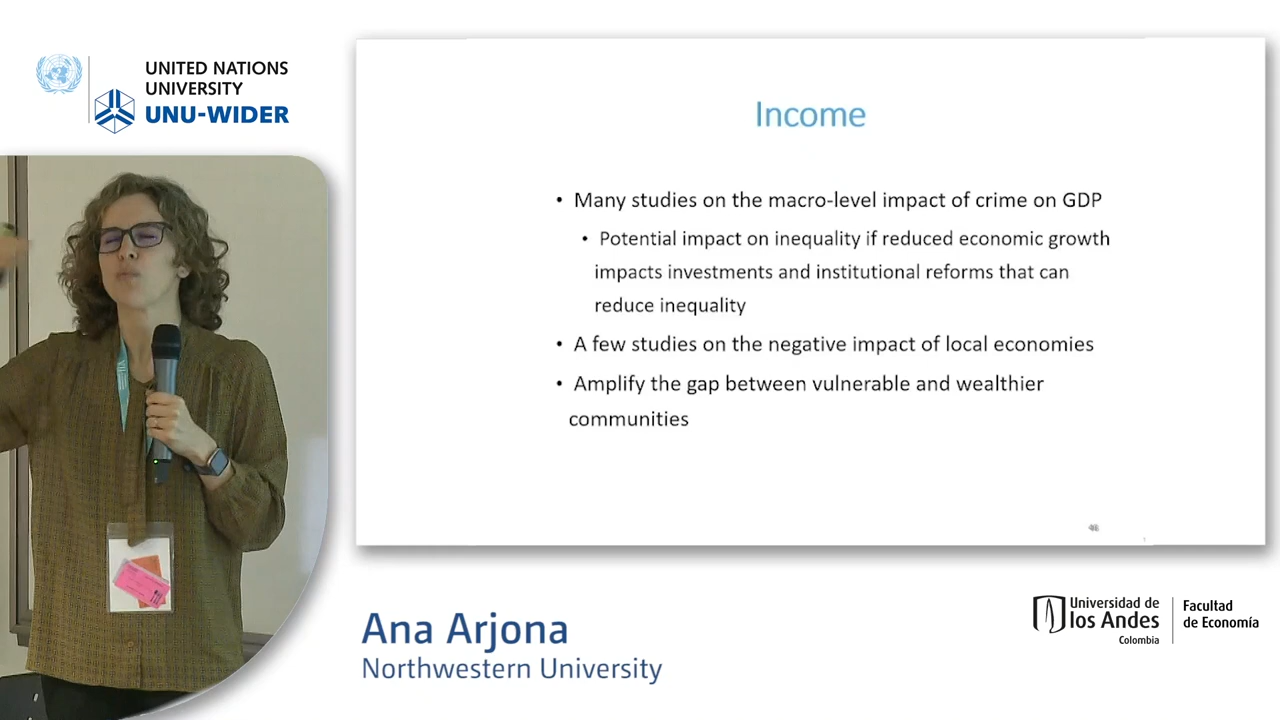 UNITED NATIONS
UNIVERSITY
UNU-WIDER
Income
• Many studies on the macro-level impact of crime on GDP
• Potential impact on inequality if reduced economic growth
impacts investments and institutional reforms that can
reduce inequality
• A few studies on the negative impact of local economies
• Amplify the gap between vulnerable and wealthier
communities
Ana Arjona
Northwestern University
Universidad de
los Andes
Colombia
Facultad
de Economía